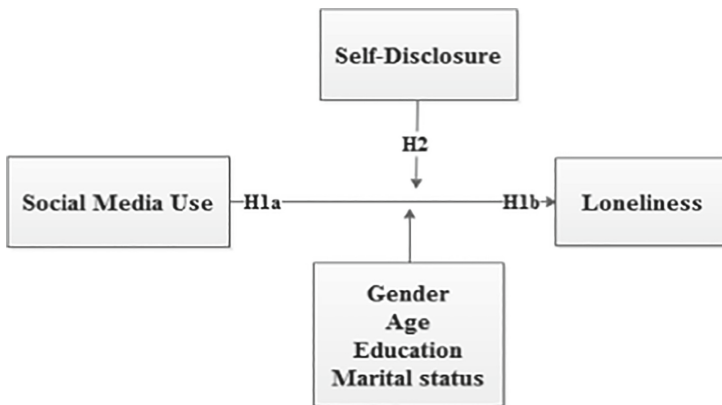 Self-Disclosure
H2
Social Media Use
H1a
H1b
Loneliness
Gender
Age
Education
Marital status